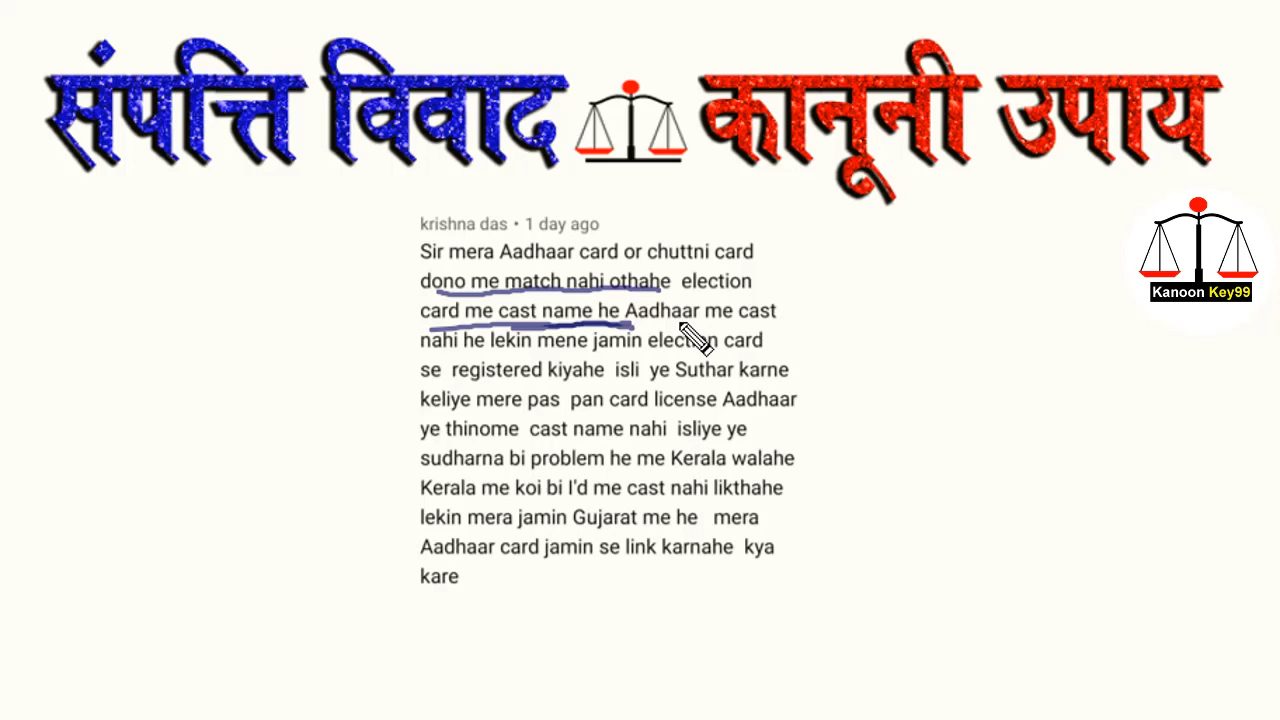 संपत्ति विवाद कानूनी उपाय
krishna das • 1 day ago
Sir mera Aadhaar card or chuttni card
dono me match nahi othahe election
card me cast name he Aadhaar me cast
nahi he lekin mene jamin election card
se registered kiyahe isli ye Suthar karne
keliye mere pas pan card license Aadhaar
ye thinome cast name nahi isliye ye
sudharna bi problem he me Kerala walahe
Kerala me koi bi I'd me cast nahi likthahe
lekin mera jamin Gujarat me he mera
Aadhaar card jamin se link karnahe kya
kare
Kanoon Key99